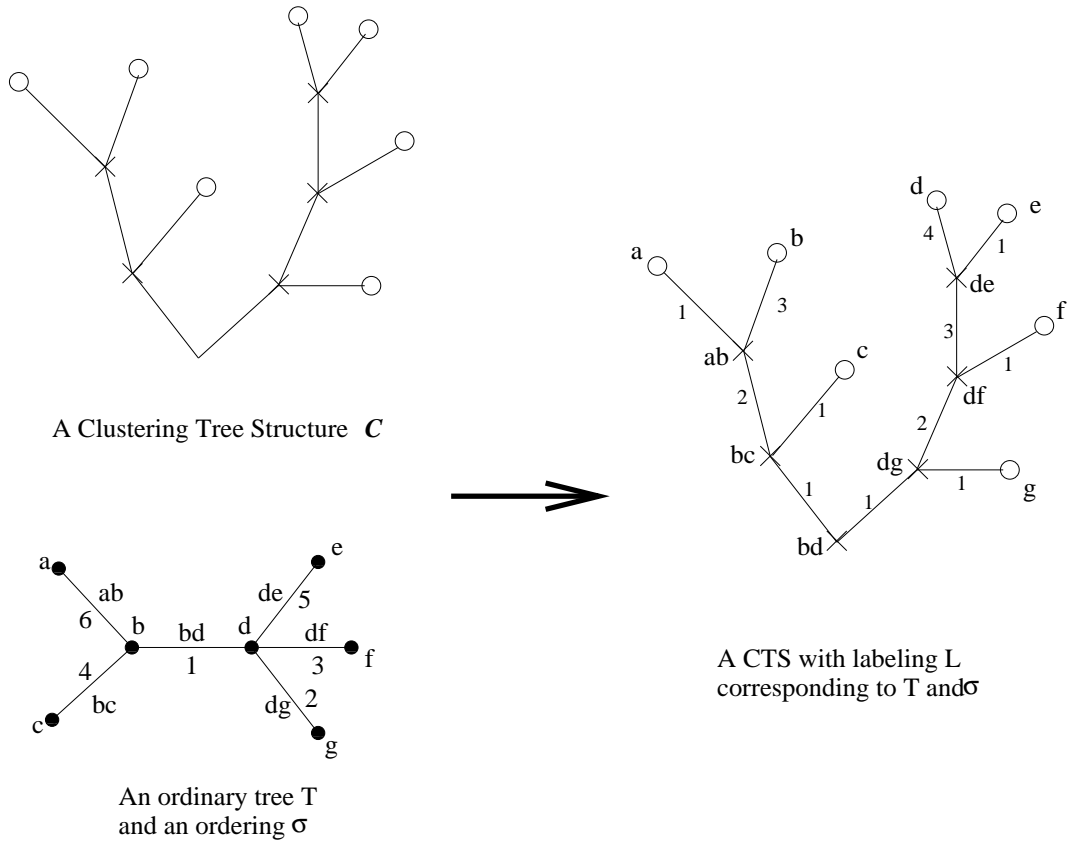 A Clustering Tree Structure C
a
ab
6
b
bd
1
d
4
bc
c
de
5
e
df
3
f
dg
2
g
An ordinary tree T
and an ordering σ
a
1
b
3
ab
2
c
1
bc
1
bd
d
4
e
1
de
3
f
1
df
2
dg
1
g
1
A CTS with labeling L
corresponding to T andσ